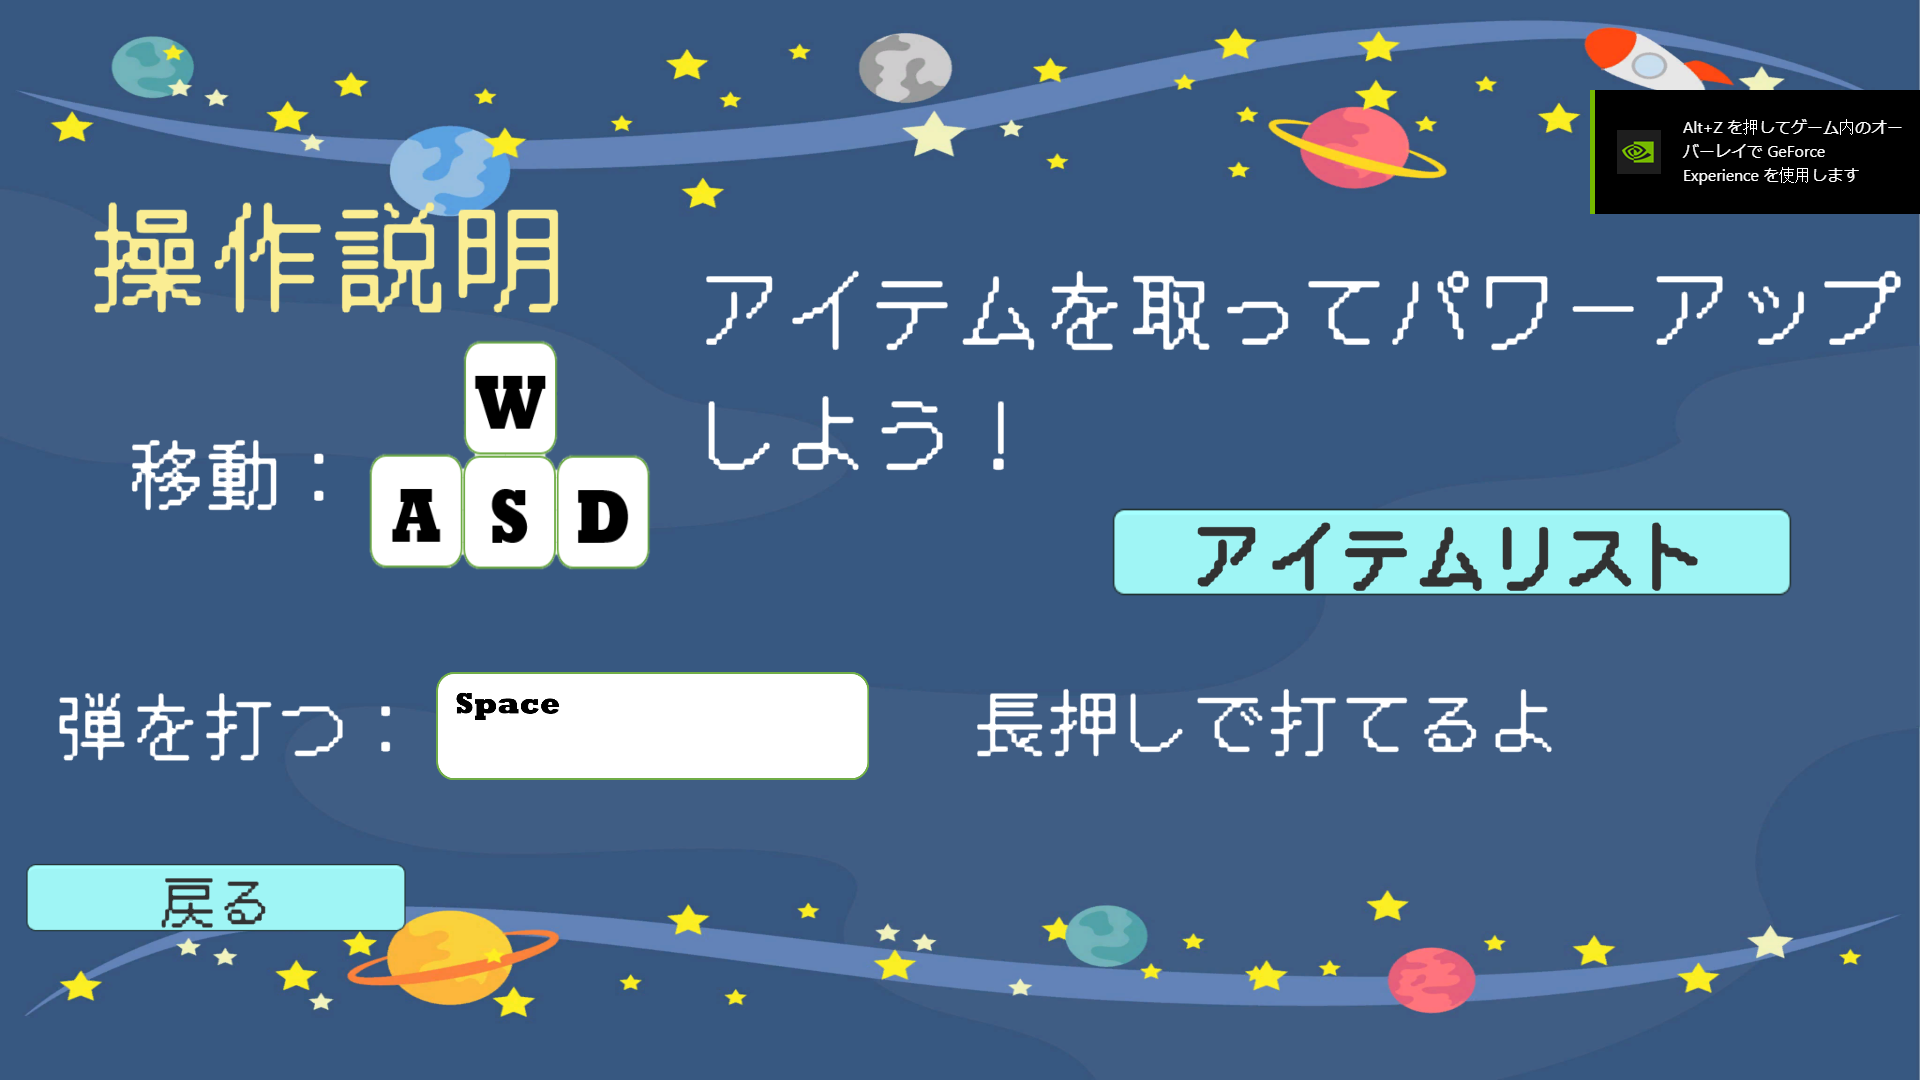 Alt+Z を押してゲーム内のオー
バーレイで GeForce
Experience を使用します
操作説明
アイテムを取ってパワーアップ
しよう！
移動：
W
A S D
アイテムリスト
弾を打つ：
Space
長押しで打てるよ
戻る